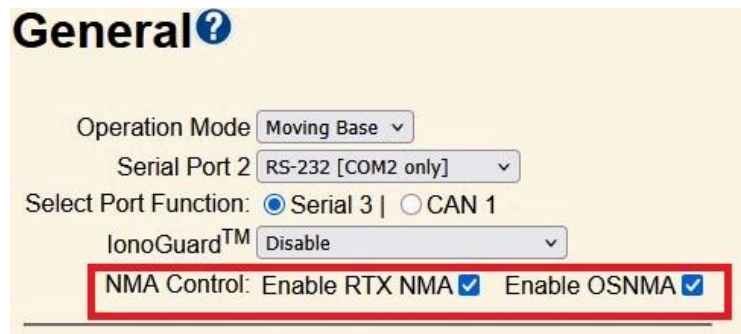 General?
Operation Mode Moving Base
Serial Port 2 RS-232 [COM2 only]
Select Port Function: Serial 3 | CAN 1
IonoGuard™ Disable
NMA Control: Enable RTX NMA Enable OSNMA